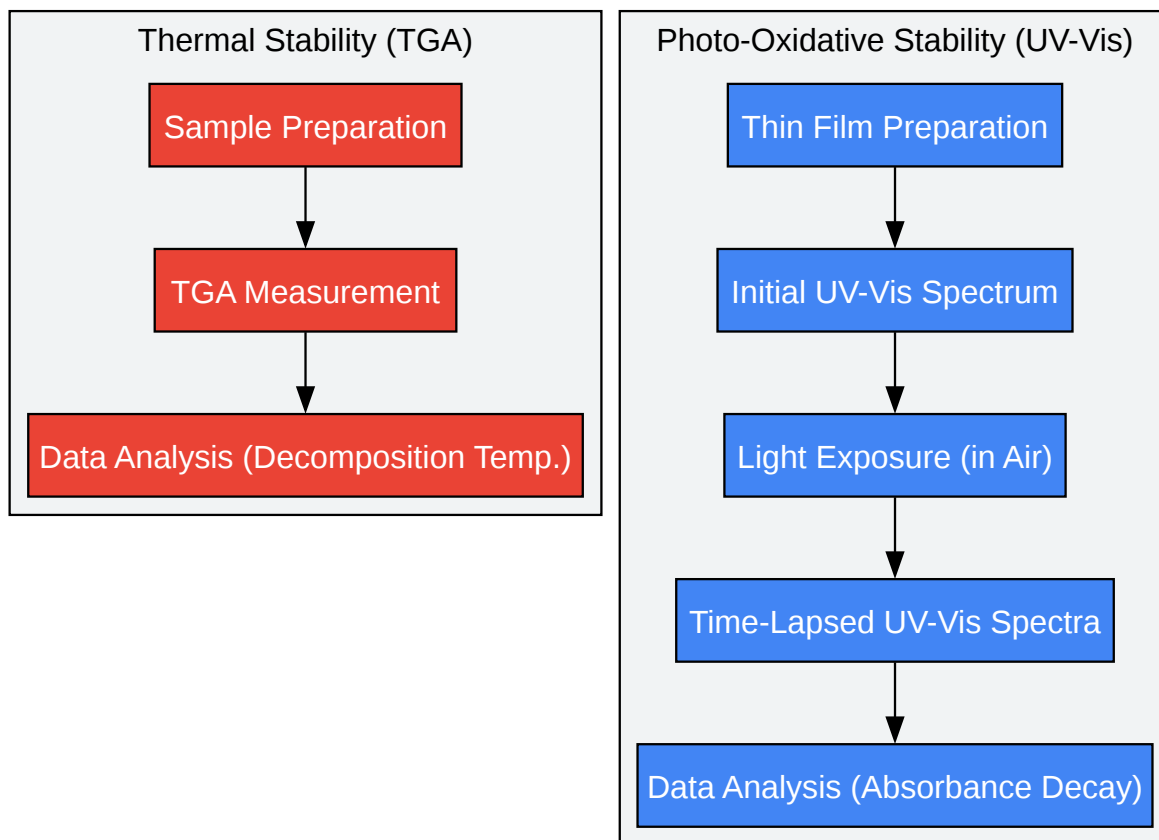 Thermal Stability (TGA)
Sample Preparation
TGA Measurement
Data Analysis (Decomposition Temp.)
Photo-Oxidative Stability (UV-Vis)
Thin Film Preparation
Initial UV-Vis Spectrum
Light Exposure (in Air)
Time-Lapsed UV-Vis Spectra
Data Analysis (Absorbance Decay)